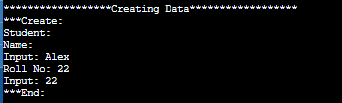 *****************Creating Data*****************
***Create:
Student:
Name:
Input: Alex
Roll No: 22
Input: 22
***End: